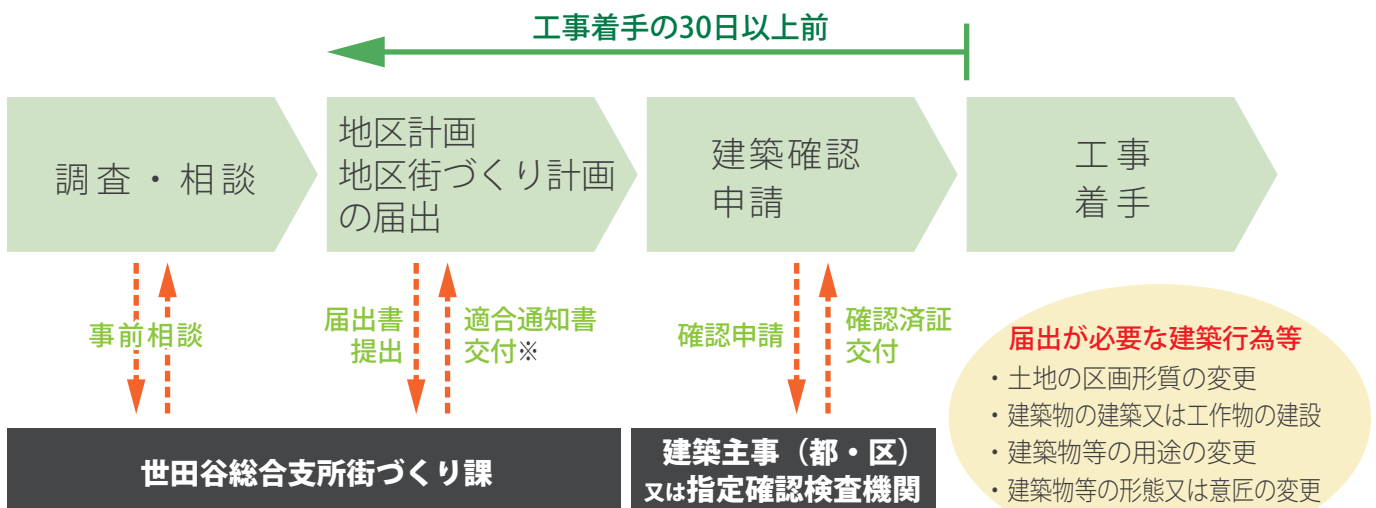 工事着手の30日以上前
調査・相談
地区計画
地区街づくり計画
の届出
建築確認
申請
工事
着手
事前相談
届出書
提出
適合通知書
交付※
確認申請
確認済証
交付
世田谷総合支所街づくり課
建築主事（都・区）
又は指定確認検査機関
届出が必要な建築行為等
・土地の区画形質の変更
・建築物の建築又は工作物の建設
・建築物等の用途の変更
・建築物等の形態又は意匠の変更